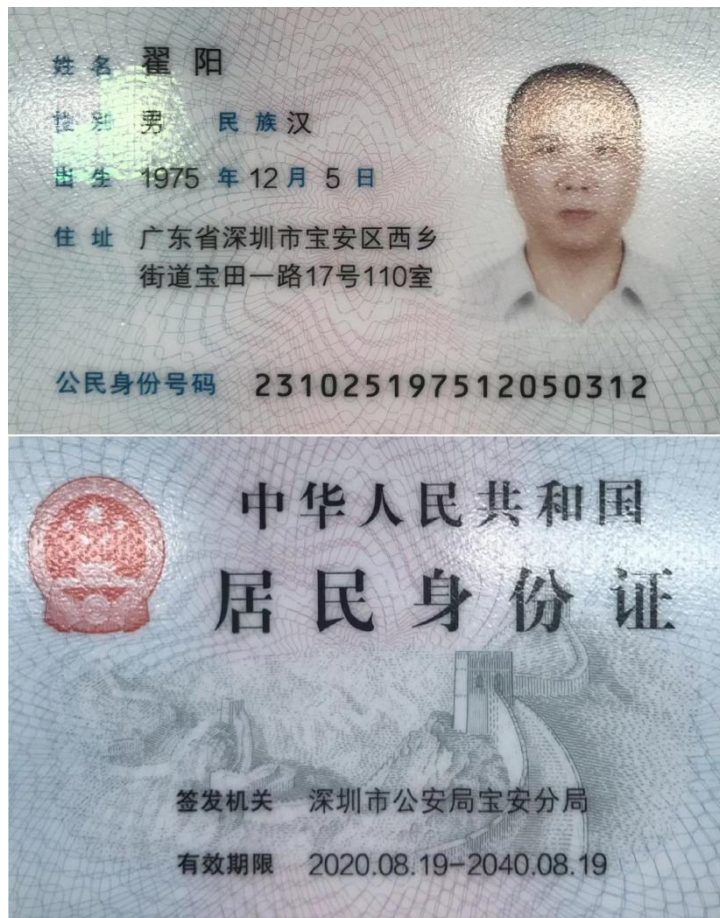 姓名 翟阳
性别 男 民族 汉
出生 1975 年 12 月 5 日
住址 广东省深圳市宝安区西乡
街道宝田一路17号110室
公民身份号码 231025197512050312
中华人民共和国
居民身份证
签发机关 深圳市公安局宝安分局
有效期限 2020.08.19-2040.08.19